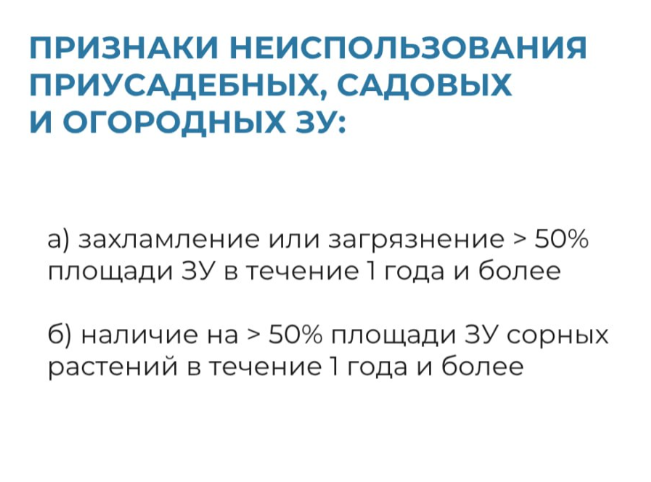 ПРИЗНАКИ НЕИСПОЛЬЗОВАНИЯ
ПРИУСАДЕБНЫХ, САДОВЫХ
И ОГОРОДНЫХ ЗУ:
а) захламление или загрязнение > 50%
площади ЗУ в течение 1 года и более
б) наличие на > 50% площади ЗУ сорных
растений в течение 1 года и более